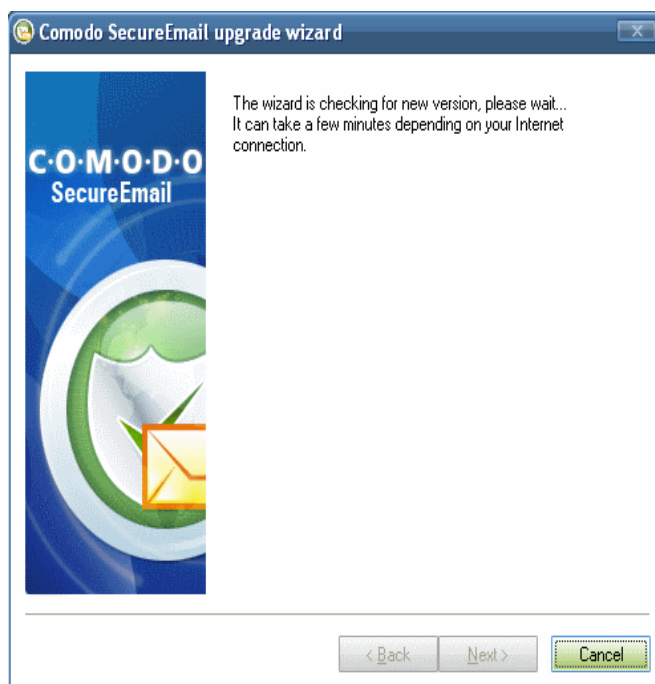 Comodo SecureEmail upgrade wizard
The wizard is checking for new version, please wait...
It can take a few minutes depending on your Internet
connection.
C·O·M·O·D·O
SecureEmail
< Back
Next >
Cancel